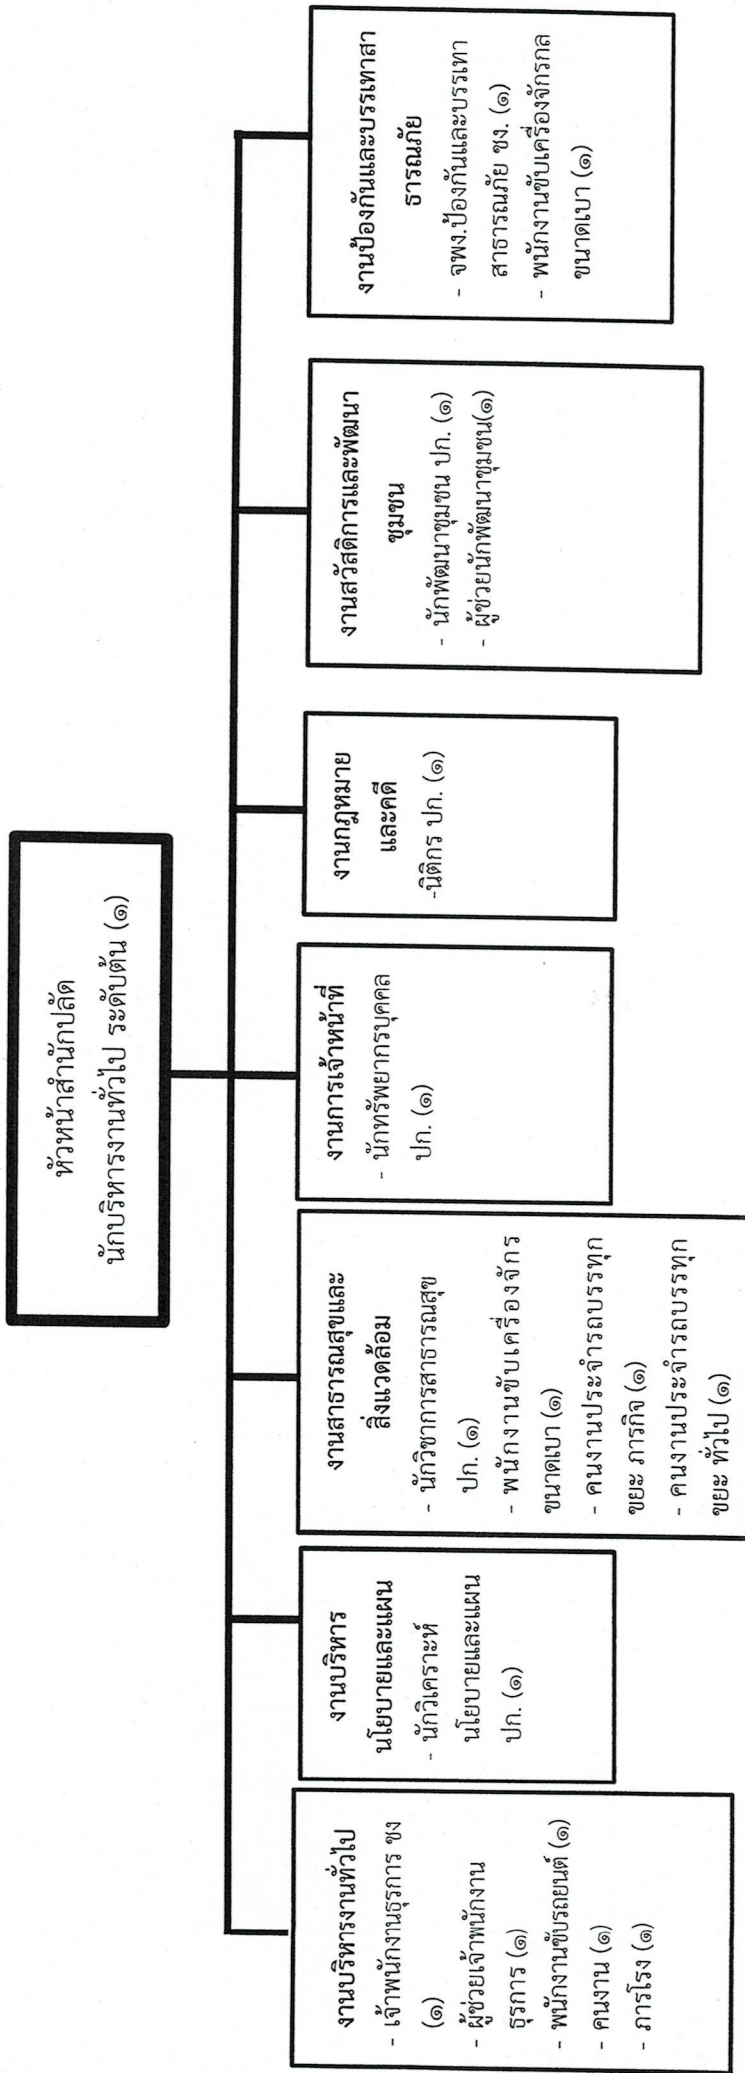 หัวหน้าสำนักปลัด
นักบริหารงานทั่วไป ระดับต้น (๑)
งานบริหารงานทั่วไป
- เจ้าพนักงานธุรการ ชง
(๑)
- ผู้ช่วยเจ้าพนักงาน
ธุรการ (๑)
- พนักงานขับรถยนต์ (๑)
- คนงาน (๑)
- ภารโรง (๑)
งานบริหาร
นโยบายและแผน
- นักวิเคราะห์
นโยบายและแผน
ปก. (๑)
งานสาธารณสุขและ
สิ่งแวดล้อม
- นักวิชาการสาธารณสุข
ปก. (๑)
- พนักงานขับเครื่องจักร
ขนาดเบา (๑)
- คนงานประจำรถบรรทุก
ขยะ ภารกิจ (๑)
- คนงานประจำรถบรรทุก
ขยะ ทั่วไป (๑)
งานการเจ้าหน้าที่
- นักทรัพยากรบุคคล
ปก. (๑)
งานกฎหมาย
และคดี
-นิติกร ปก. (๑)
งานสวัสดิการและพัฒนา
ชุมชน
- นักพัฒนาชุมชน ปก. (๑)
- ผู้ช่วยนักพัฒนาชุมชน(๑)
งานป้องกันและบรรเทาสา
ธารณภัย
- จพง.ป้องกันและบรรเทา
สาธารณภัย ชง. (๑)
- พนักงานขับเครื่องจักรกล
ขนาดเบา (๑)